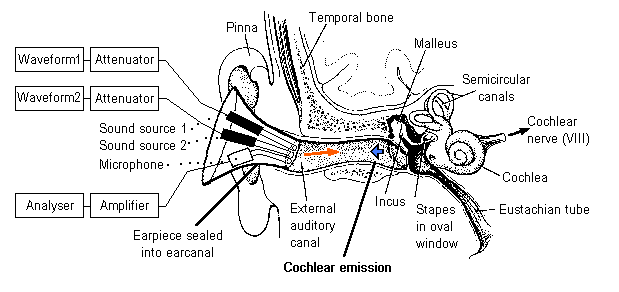 Temporal bone
Pinna
Malleus
Waveform1
Attenuator
Semicircular
canals
Waveform2
Attenuator
Cochlear
nerve (VIII)
Sound source 1
Sound source 2
Microphone
Cochlea
Analyser
Amplifier
External
auditory
canal
Incus
Stapes
in oval
window
Eustachian tube
Earpiece sealed
into earcanal
Cochlear emission